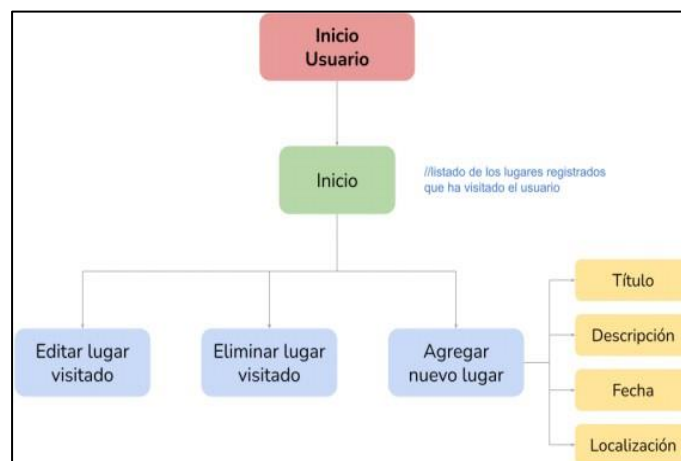 Inicio
Usuario
Inicio
//listado de los lugares registrados
que ha visitado el usuario
Editar lugar
visitado
Eliminar lugar
visitado
Agregar
nuevo lugar
Título
Descripción
Fecha
Localización